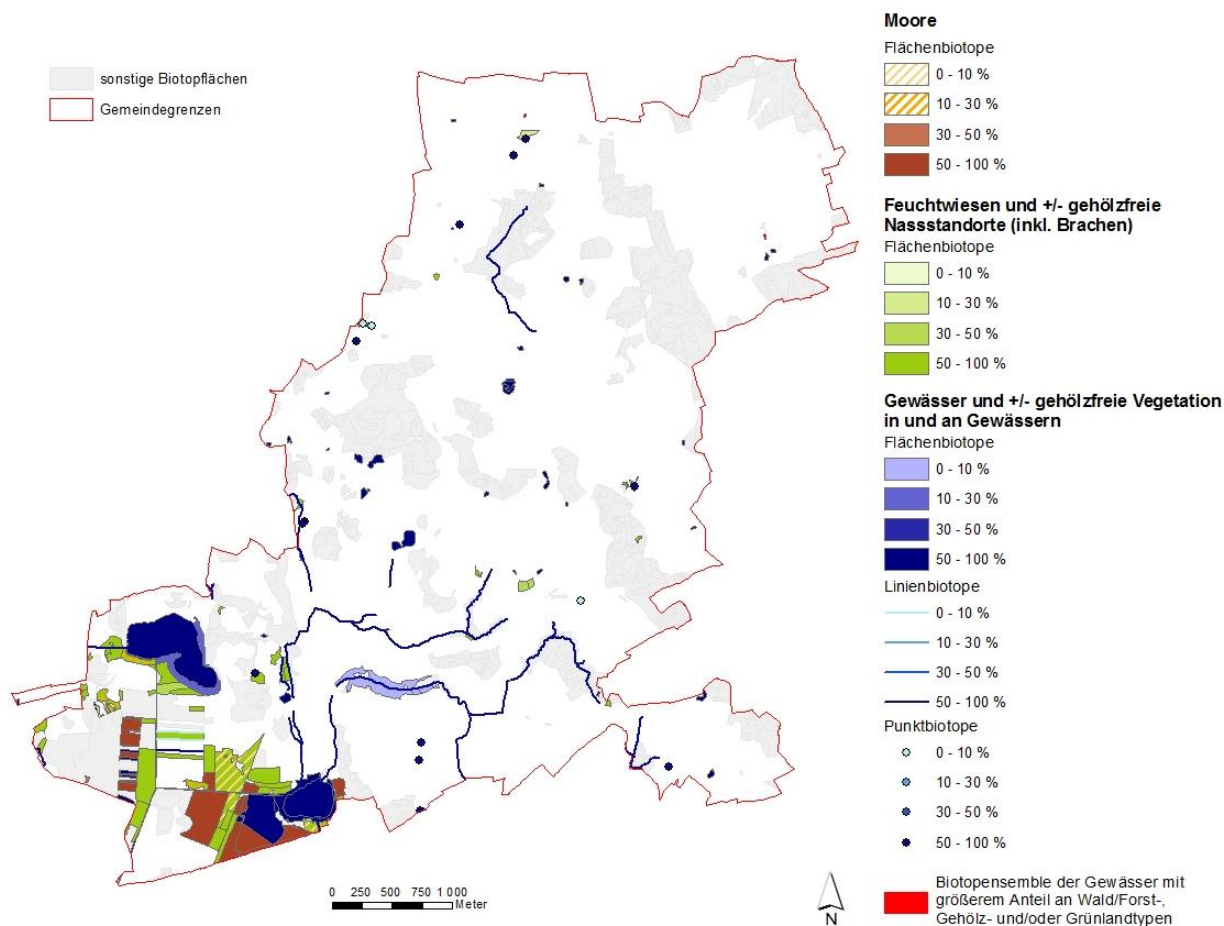 sonstige Biotopflächen
Gemeindegrenzen
0 250 500 750 1 000
Meter
N
Moore
Flächenbiotope
0 - 10 %
10 - 30 %
30 - 50 %
50 - 100 %
Feuchtwiesen und +/- gehölzfreie
Nassstandorte (inkl. Brachen)
Flächenbiotope
0 - 10 %
10 - 30 %
30 - 50 %
50 - 100 %
Gewässer und +/- gehölzfreie Vegetation
in und an Gewässern
Flächenbiotope
0 - 10 %
10 - 30 %
30 - 50 %
50 - 100 %
Linienbiotope
0 - 10 %
10 - 30 %
30 - 50 %
50 - 100 %
Punktbiotope
0 - 10 %
10 - 30 %
30 - 50 %
50 - 100 %
Biotopensemble der Gewässer mit
größerem Anteil an Wald/Forst-,
Gehölz- und/oder Grünlandtypen